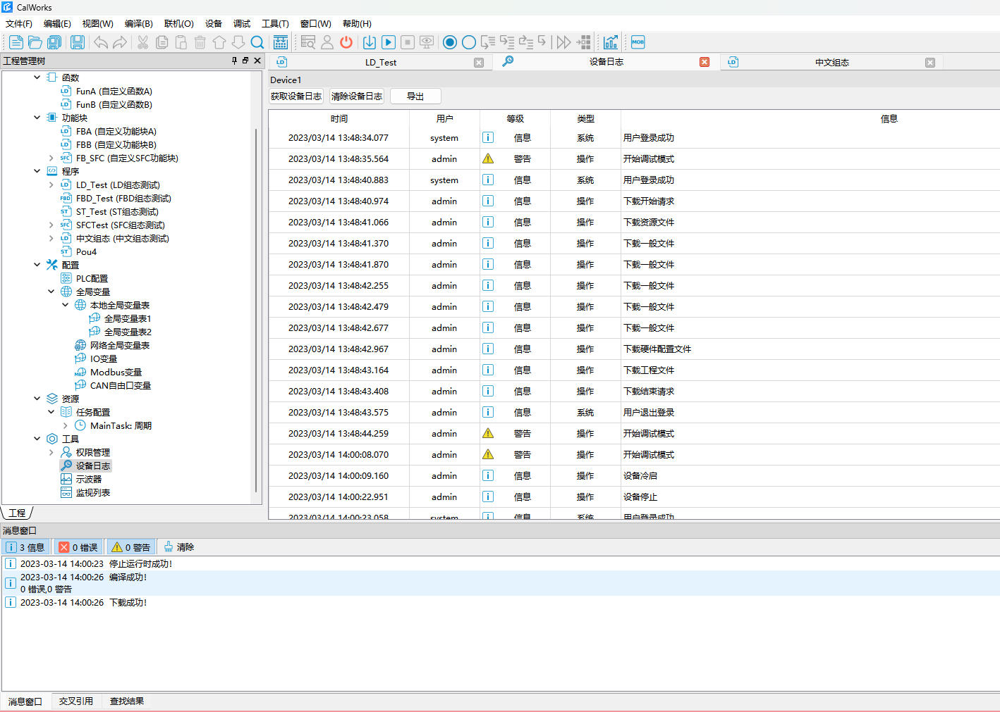 CalWorks
文件(F) 编辑(E) 视图(W) 编译(B) 联机(O) 设备 调试 工具(T) 窗口(W) 帮助(H)
MOB
工程管理树
LD LD_Test 设备日志 LD 中文组态
Device1
获取设备日志 清除设备日志 导出
函数
LD FunA (自定义函数A)
LD FunB (自定义函数B)
功能块
LD FBA (自定义功能块A)
LD FBB (自定义功能块B)
SFC FB_SFC (自定义SFC功能块)
程序
LD LD_Test (LD组态测试)
FBD FBD_Test (FBD组态测试)
ST ST_Test (ST组态测试)
SFC SFCTest (SFC组态测试)
LD 中文组态 (中文组态测试)
ST Pou4
配置
PLC配置
全局变量
本地全局变量表
全局变量表1
全局变量表2
网络全局变量表
IO变量
Modbus变量
CAN自由口变量
资源
任务配置
MainTask: 周期
工具
权限管理
设备日志
示波器
监视列表
工程
时间 用户 等级 类型 信息
2023/03/14 13:48:34.077 system 信息 系统 用户登录成功
2023/03/14 13:48:35.564 admin 警告 操作 开始调试模式
2023/03/14 13:48:40.883 system 信息 系统 用户登录成功
2023/03/14 13:48:40.974 admin 信息 操作 下载开始请求
2023/03/14 13:48:41.066 admin 信息 操作 下载资源文件
2023/03/14 13:48:41.370 admin 信息 操作 下载一般文件
2023/03/14 13:48:41.870 admin 信息 操作 下载一般文件
2023/03/14 13:48:42.255 admin 信息 操作 下载一般文件
2023/03/14 13:48:42.479 admin 信息 操作 下载一般文件
2023/03/14 13:48:42.677 admin 信息 操作 下载一般文件
2023/03/14 13:48:42.967 admin 信息 操作 下载硬件配置文件
2023/03/14 13:48:43.164 admin 信息 操作 下载工程文件
2023/03/14 13:48:43.408 admin 信息 操作 下载结束请求
2023/03/14 13:48:43.575 admin 信息 系统 用户退出登录
2023/03/14 13:48:44.259 admin 警告 操作 开始调试模式
2023/03/14 14:00:08.070 admin 警告 操作 开始调试模式
2023/03/14 14:00:09.160 admin 信息 操作 设备冷启
2023/03/14 14:00:22.951 admin 信息 操作 设备停止
2023/03/14 14:00:23.058 system 信息 系统 用户登录成功
消息窗口
3 信息 0 错误 0 警告 清除
2023-03-14 14:00:23 停止运行时成功!
2023-03-14 14:00:26 编译成功!
0 错误,0 警告
2023-03-14 14:00:26 下载成功!
消息窗口 交叉引用 查找结果